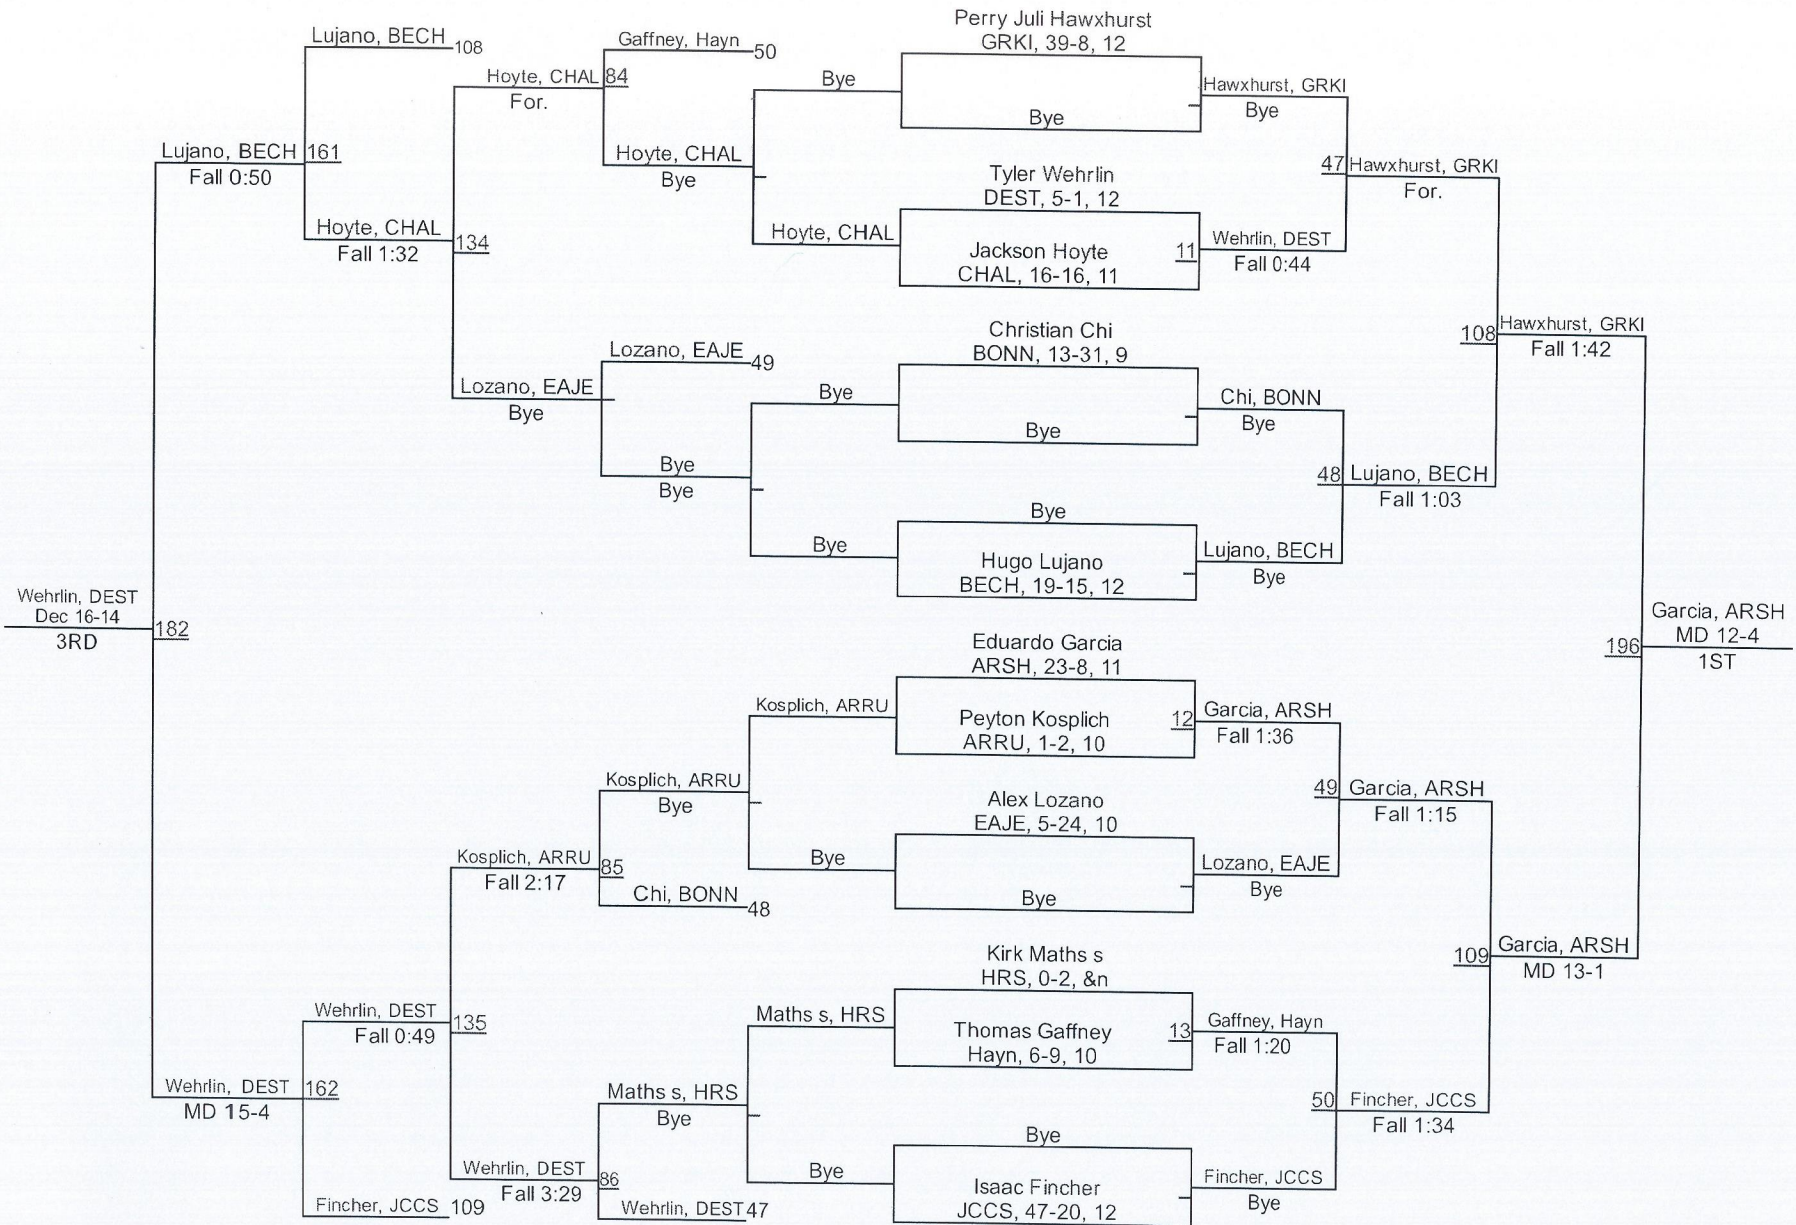 Perry Juli Hawxhurst
GRKI, 39-8, 12
Lujano, BECH 108
Gaffney, Hayn 50
Hoyte, CHAL 84
For.
Bye
Hawxhurst, GRKI
Bye
Bye
Lujano, BECH 161
Fall 0:50
Hoyte, CHAL
Bye
Tyler Wehrlin
DEST, 5-1, 12
47 Hawxhurst, GRKI
For.
Hoyte, CHAL 134
Fall 1:32
Hoyte, CHAL
Jackson Hoyte
CHAL, 16-16, 11
11 Wehrlin, DEST
Fall 0:44
Christian Chi
BONN, 13-31, 9
108 Hawxhurst, GRKI
Fall 1:42
Lozano, EAJE 49
Lozano, EAJE
Bye
Bye
Chi, BONN
Bye
Bye
Bye
Bye
48 Lujano, BECH
Fall 1:03
Bye
Bye
Hugo Lujano
BECH, 19-15, 12
Lujano, BECH
Bye
Wehrlin, DEST
Dec 16-14
182
3RD
Garcia, ARSH
MD 12-4
196
1ST
Eduardo Garcia
ARSH, 23-8, 11
Kosplich, ARRU
Peyton Kosplich
ARRU, 1-2, 10
12 Garcia, ARSH
Fall 1:36
Kosplich, ARRU
Bye
Alex Lozano
EAJE, 5-24, 10
49 Garcia, ARSH
Fall 1:15
Kosplich, ARRU 85
Fall 2:17
Bye
Lozano, EAJE
Bye
Chi, BONN 48
Bye
Kirk Maths s
HRS, 0-2, &n
109 Garcia, ARSH
MD 13-1
Wehrlin, DEST 135
Fall 0:49
Maths s, HRS
Thomas Gaffney
Hayn, 6-9, 10
13 Gaffney, Hayn
Fall 1:20
Wehrlin, DEST 162
MD 15-4
Maths s, HRS
Bye
50 Fincher, JCCS
Fall 1:34
Bye
Wehrlin, DEST 86
Fall 3:29
Bye
Isaac Fincher
JCCS, 47-20, 12
Fincher, JCCS
Bye
Fincher, JCCS 109
Wehrlin, DEST 47